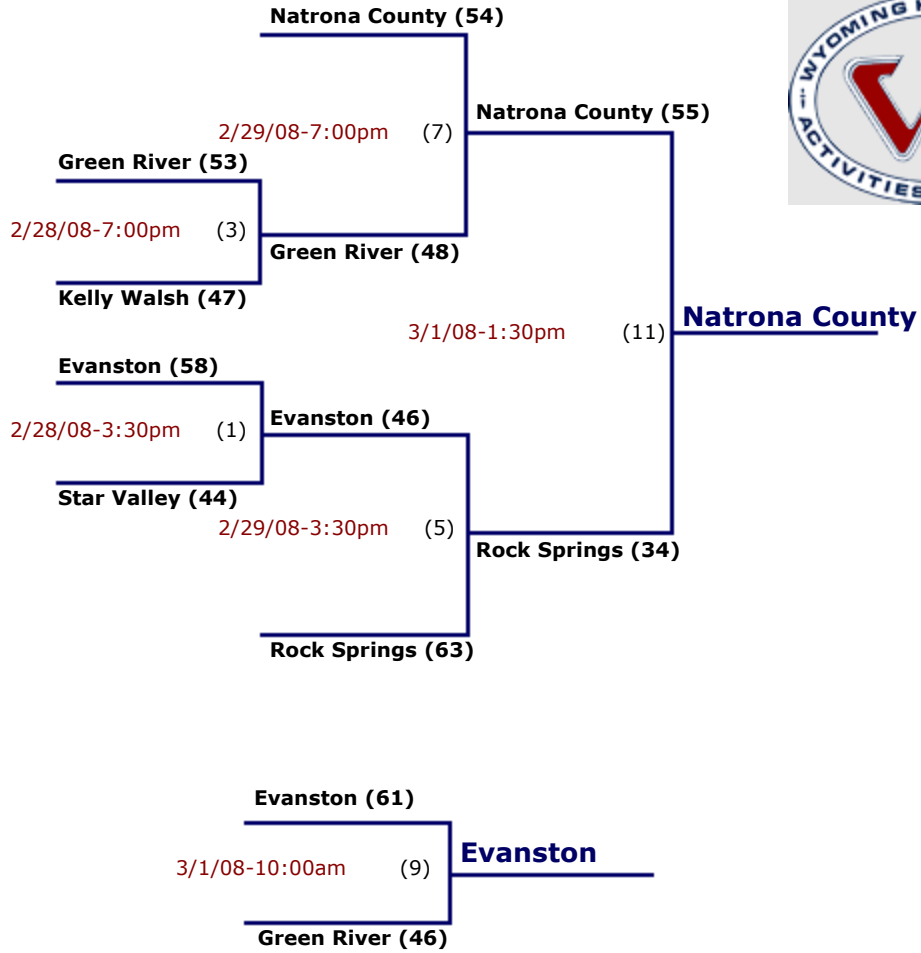 Natrona County (54)
WYOMING H
ACTIVITIES
2/29/08-7:00pm (7)
Natrona County (55)
Green River (53)
2/28/08-7:00pm (3)
Green River (48)
Kelly Walsh (47)
3/1/08-1:30pm (11)
Natrona County
Evanston (58)
2/28/08-3:30pm (1)
Evanston (46)
Star Valley (44)
2/29/08-3:30pm (5)
Rock Springs (34)
Rock Springs (63)
Evanston (61)
3/1/08-10:00am (9)
Evanston
Green River (46)